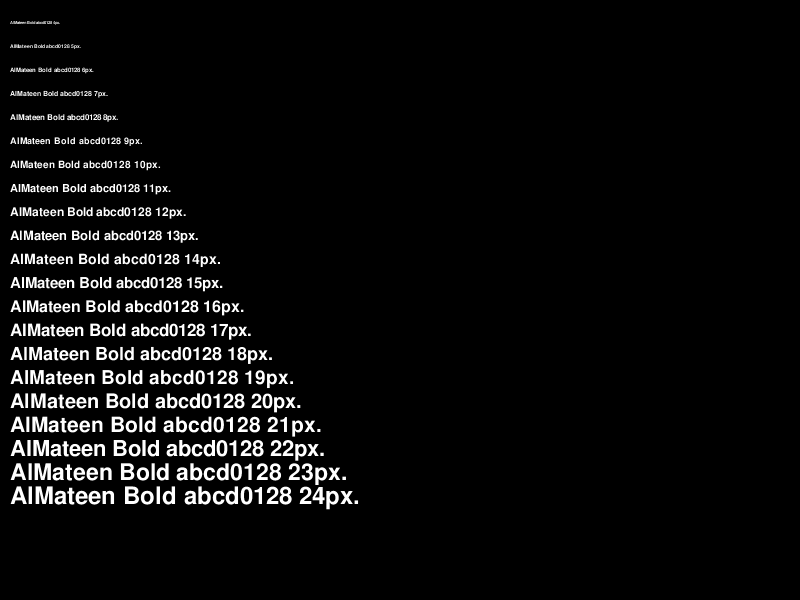 AlMateen Bold abcd0128 4px.
AlMateen Bold abcd0128 5px.
AlMateen Bold abcd0128 6px.
AlMateen Bold abcd0128 7px.
AlMateen Bold abcd0128 8px.
AlMateen Bold abcd0128 9px.
AlMateen Bold abcd0128 10px.
AlMateen Bold abcd0128 11px.
AlMateen Bold abcd0128 12px.
AlMateen Bold abcd0128 13px.
AlMateen Bold abcd0128 14px.
AlMateen Bold abcd0128 15px.
AlMateen Bold abcd0128 16px.
AlMateen Bold abcd0128 17px.
AlMateen Bold abcd0128 18px.
AlMateen Bold abcd0128 19px.
AlMateen Bold abcd0128 20px.
AlMateen Bold abcd0128 21px.
AlMateen Bold abcd0128 22px.
AlMateen Bold abcd0128 23px.
AlMateen Bold abcd0128 24px.